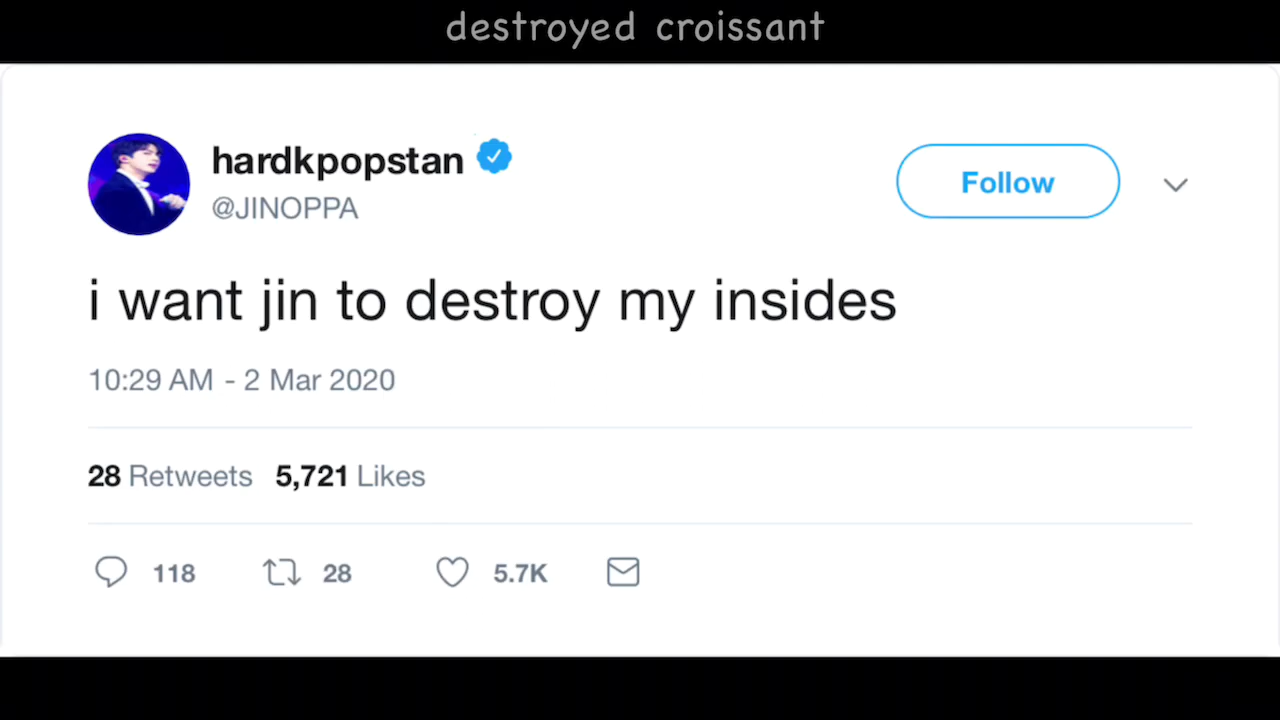 destroyed croissant
hardkpopstan
@JINOPPA
Follow
i want jin to destroy my insides
10:29 AM - 2 Mar 2020
28 Retweets 5,721 Likes
118 28 5.7K